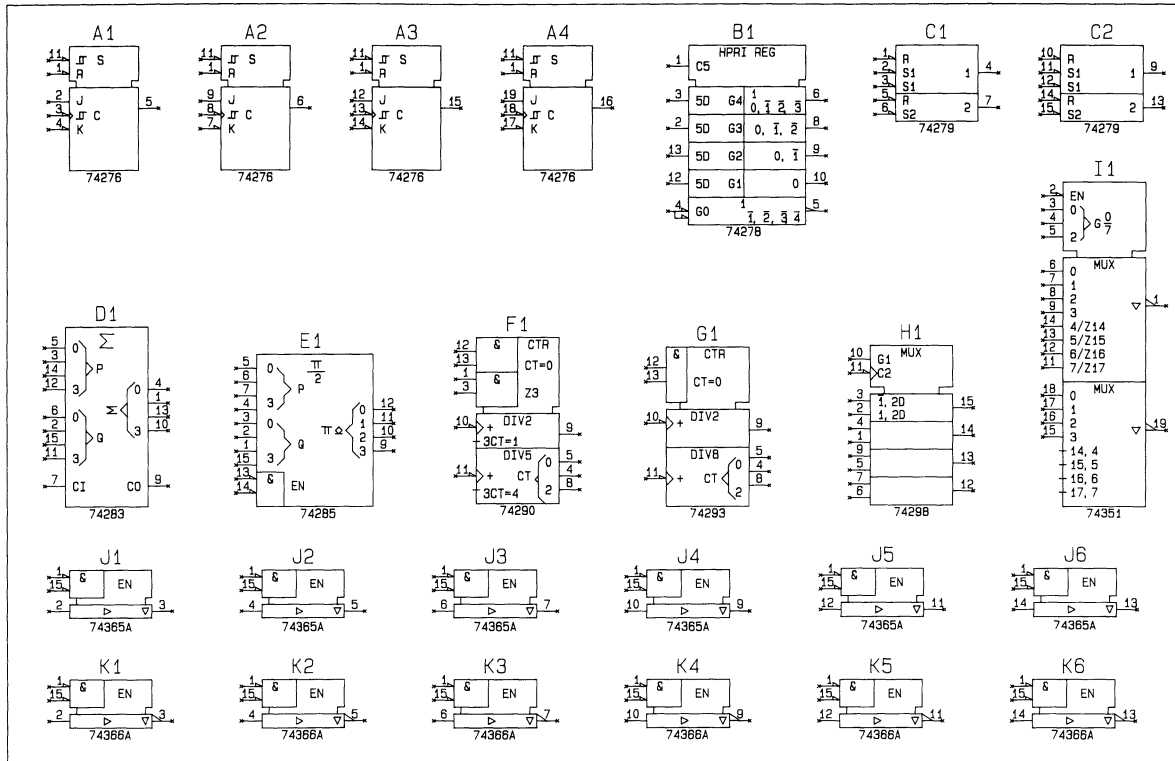 A1 A2 A3 A4 B1 C1 C2
11 S 11 S 11 S 11 S HPRI REG
1 R 1 R 1 R 1 R 1 C5
2 J 5 9 J 6 12 J 15 19 J 16
3 C 8 C 13 C 18 C
4 K 7 K 14 K 17 K
74276 74276 74276 74276
3 5D G4 1 6
0, 1 2, 3
2 5D G3 0, 1, 2 8
13 5D G2 0, 1 9
12 5D G1 0 10
4 G0 1 5
1, 2, 3 4
74278
1 R 4
2 S1 1
3 S1
5 R 2 7
6 S2
74279
10 R 9
11 S1 1
12 S1
14 R 2 13
15 S2
74279
I1
2 EN
3 0
4 G 0/7
5 2
MUX
6 0
7 1
8 2 1
9 3
14 4/Z14
13 5/Z15
12 6/Z16
11 7/Z17
MUX
18 0
17 1
16 2 19
15 3
14, 4
15, 5
16, 6
17, 7
74351
D1
Σ
5 0
3 P
14
12 3
6 0
2 Q
15
11 3
7 CI CO 9
M 0 4
1
13
3 10
74283
E1
π/2
5 0
6 P
7
4 3
3 0
2 Q
1
15 3
13 & EN
14
πQ 0 12
1 11
2 10
3 9
74285
F1
12 & CTR
13 CT=0
1 &
3 Z3
10 + DIV2 9
3CT=1
DIV5
11 + CT 0 5
4
3CT=4 2 8
74290
G1
12 & CTR
13 CT=0
DIV2
10 + 9
DIV8
11 + CT 0 5
4
2 8
74293
H1
MUX
10 G1
11 C2
3 1, 2D 15
2 1, 2D
4 14
1
9 13
5
7 12
6
74298
J1 J2 J3 J4 J5 J6
1 & EN 1 & EN 1 & EN 1 & EN 1 & EN 1 & EN
15 15 15 15 15 15
2 3 4 5 6 7 10 9 12 11 14 13
74365A 74365A 74365A 74365A 74365A 74365A
K1 K2 K3 K4 K5 K6
1 & EN 1 & EN 1 & EN 1 & EN 1 & EN 1 & EN
15 15 15 15 15 15
2 3 4 5 6 7 10 9 12 11 14 13
74366A 74366A 74366A 74366A 74366A 74366A